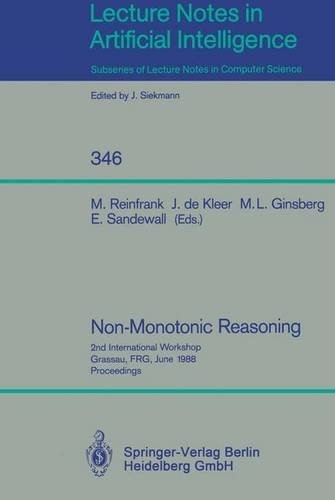 Lecture Notes in
Artificial Intelligence
Subseries of Lecture Notes in Computer Science
Edited by J. Siekmann
346
M. Reinfrank J. de Kleer M. L. Ginsberg
E. Sandewall (Eds.)
Non-Monotonic Reasoning
2nd International Workshop
Grassau, FRG, June 1988
Proceedings
Springer-Verlag Berlin
Heidelberg GmbH